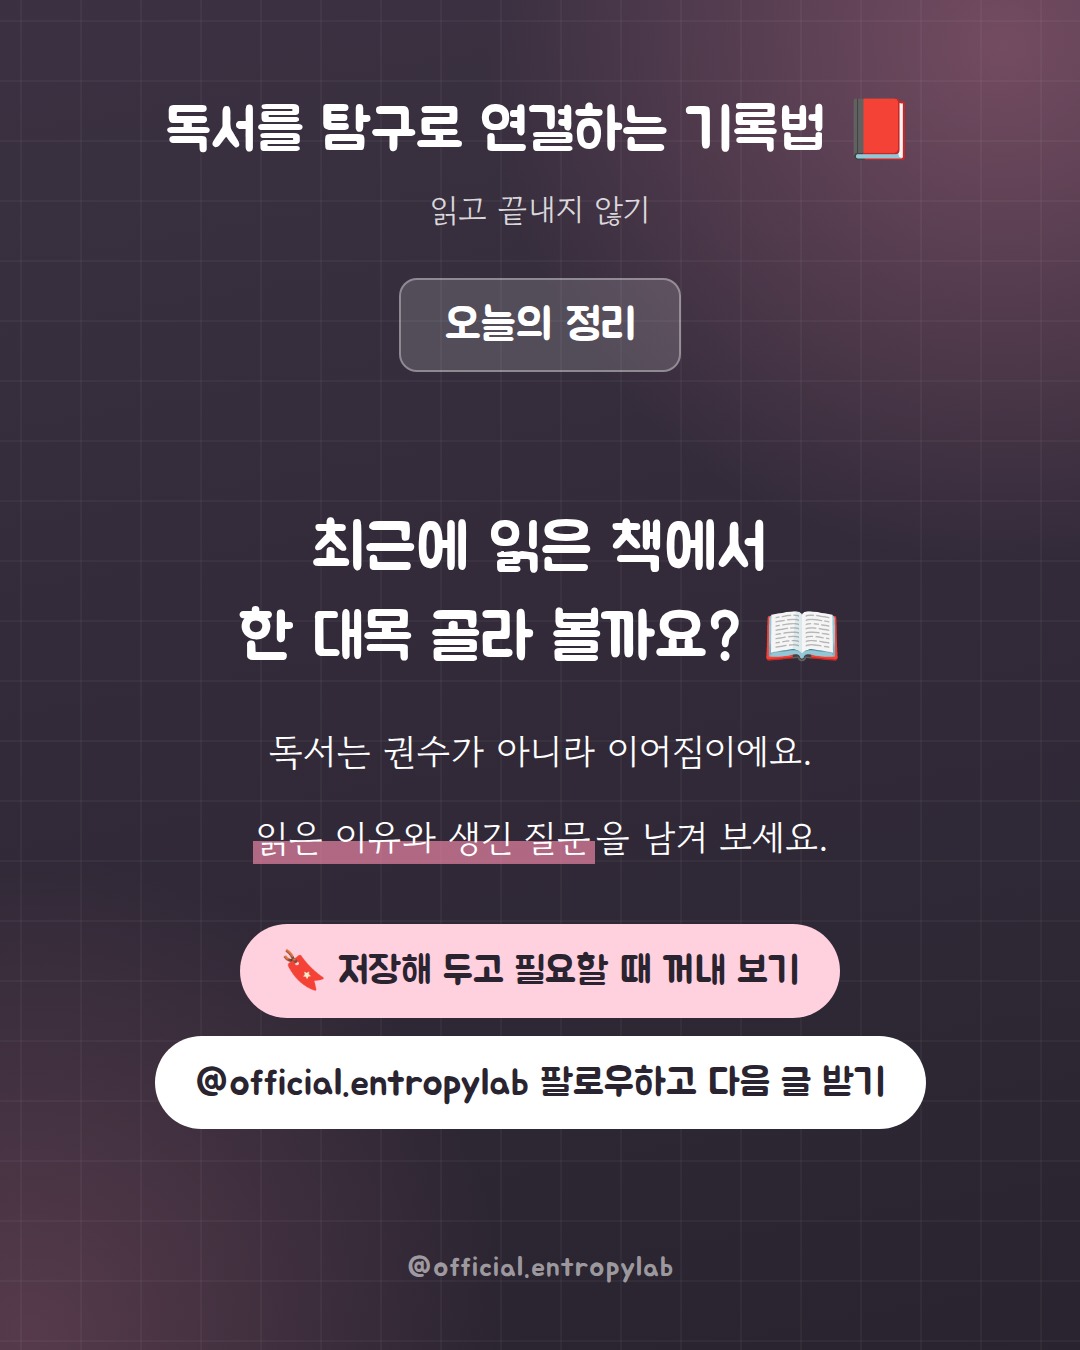 독서를 탐구로 연결하는 기록법 📕
읽고 끝내지 않기
오늘의 정리
최근에 읽은 책에서
한 대목 골라 볼까요? 📖
독서는 권수가 아니라 이어짐이에요.
읽은 이유와 생긴 질문을 남겨 보세요.
🔖 저장해 두고 필요할 때 꺼내 보기
@official.entropylab 팔로우하고 다음 글 받기
@official.entropylab